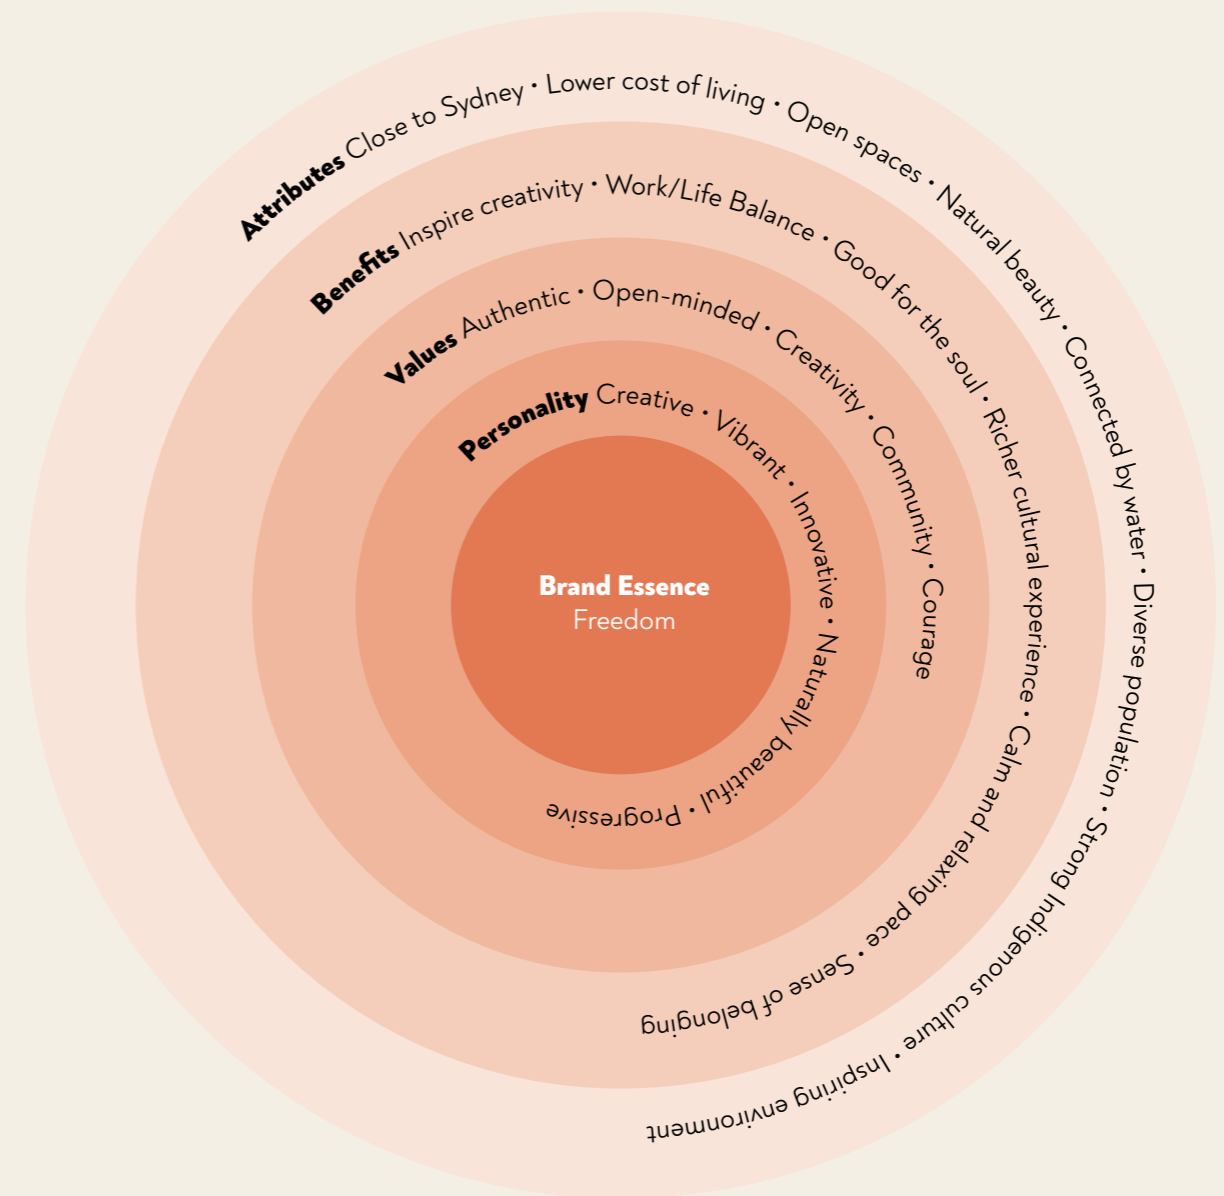 Attributes Close to Sydney • Lower cost of living • Open spaces • Natural beauty • Connected by water • Diverse population • Strong Indigenous culture • Inspiring environment
Benefits Inspire creativity • Work/Life Balance • Good for the soul • Richer cultural experience • Calm and relaxing pace • Sense of belonging
Values Authentic • Open-minded • Creativity • Community • Courage
Personality Creative • Vibrant • Innovative • Naturally beautiful • Progressive
Brand Essence
Freedom